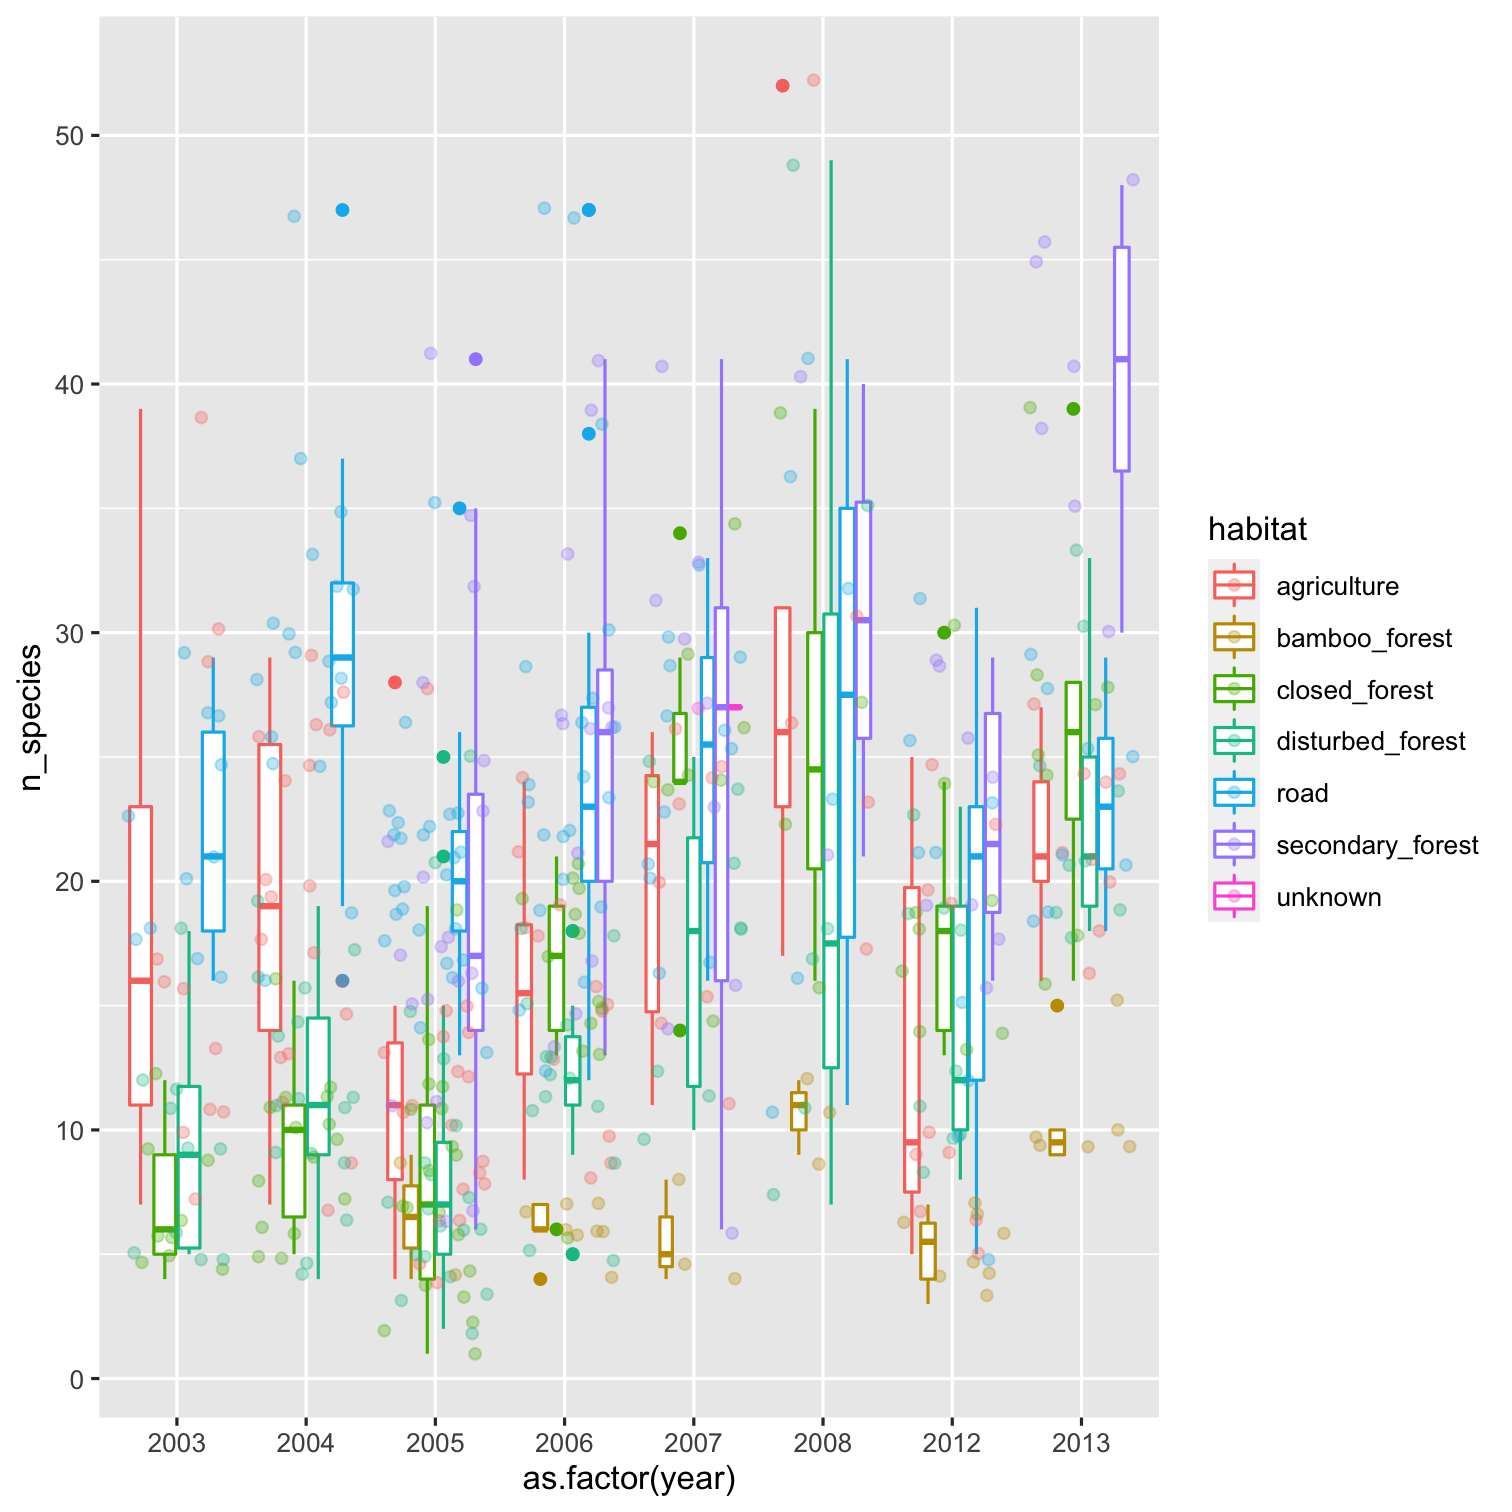 50
40
30
20
10
0
n_species
2003 2004 2005 2006 2007 2008 2012 2013
as.factor(year)
habitat
agriculture
bamboo_forest
closed_forest
disturbed_forest
road
secondary_forest
unknown